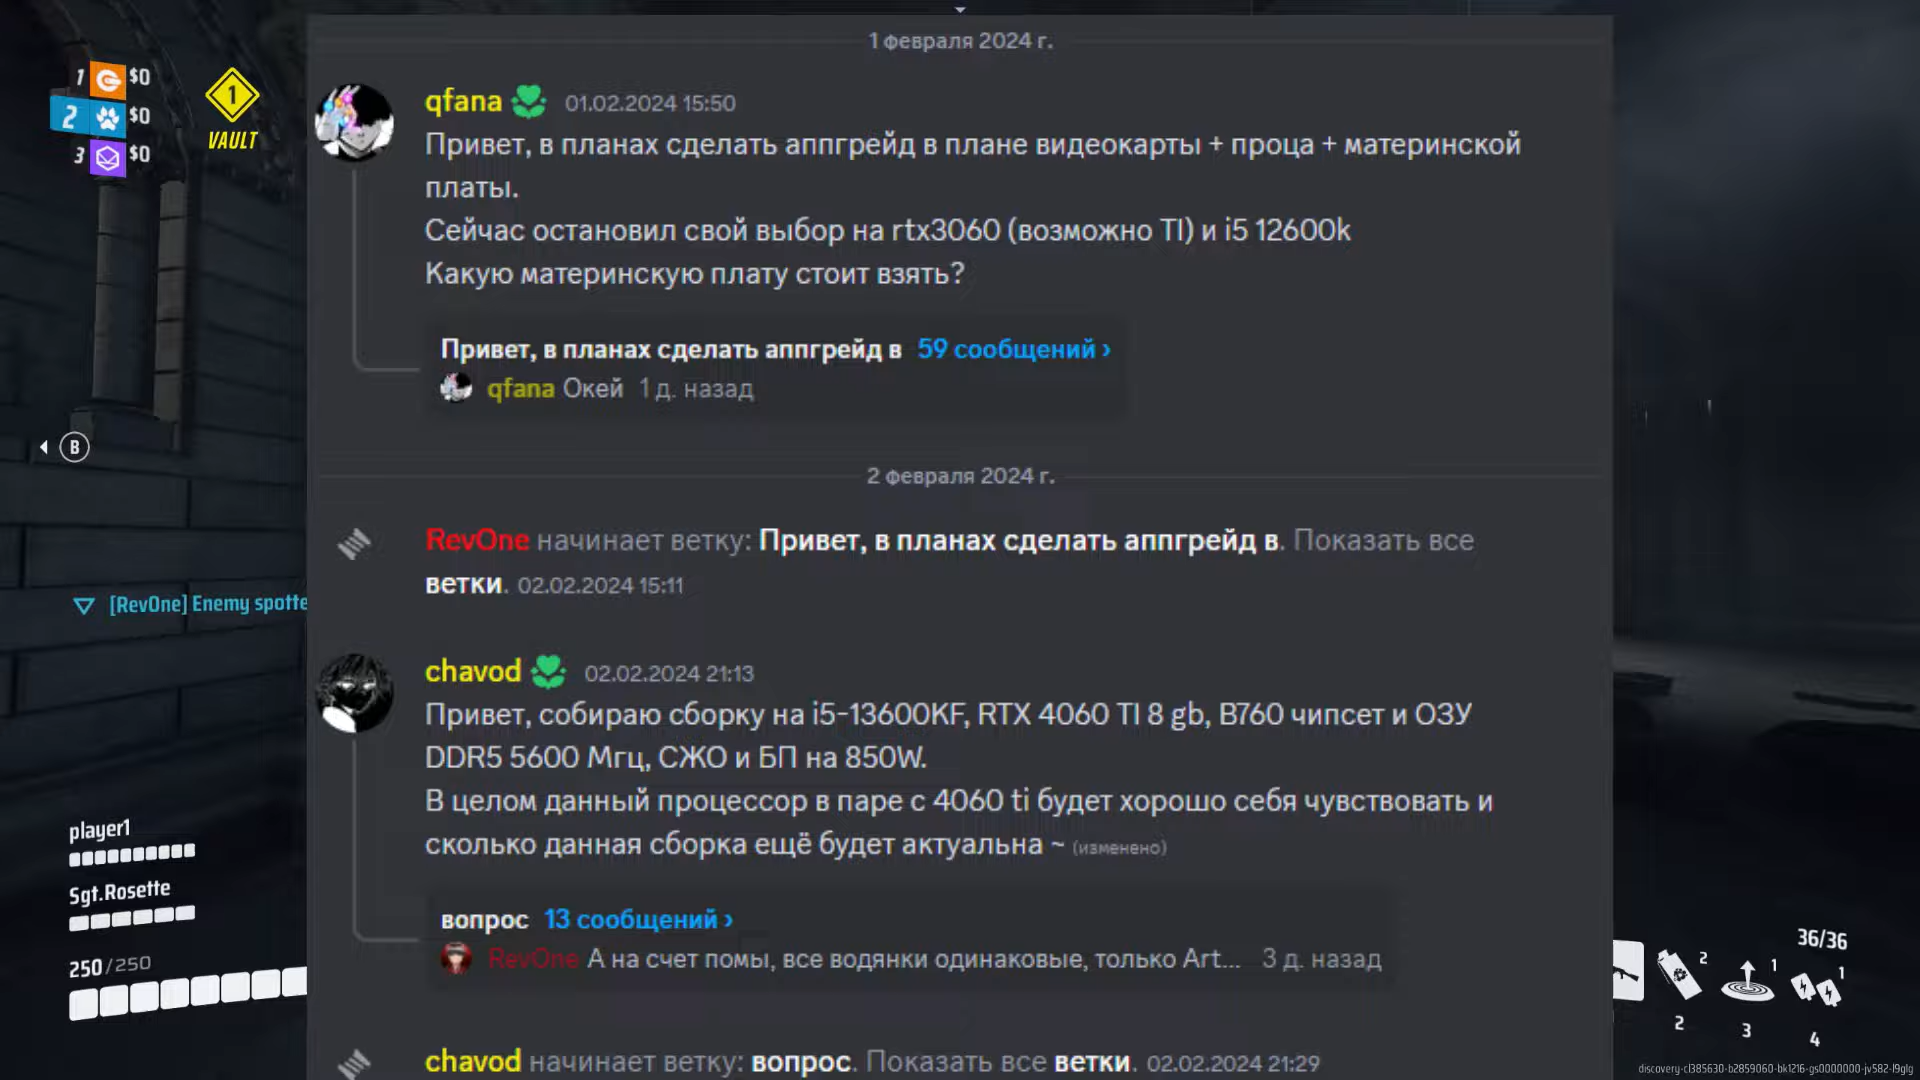 1 февраля 2024 г.
1 $0
2 $0
3 $0
1
VAULT
qfana 01.02.2024 15:50
Привет, в планах сделать аппгрейд в плане видеокарты + проца + материнской
платы.
Сейчас остановил свой выбор на rtx3060 (возможно TI) и i5 12600k
Какую материнскую плату стоит взять?
Привет, в планах сделать аппгрейд в 59 сообщений ›
qfana Окей 1 д. назад
B
2 февраля 2024 г.
RevOne начинает ветку: Привет, в планах сделать аппгрейд в. Показать все
ветки. 02.02.2024 15:11
[RevOne] Enemy spotte
chavod 02.02.2024 21:13
Привет, собираю сборку на i5-13600KF, RTX 4060 TI 8 gb, B760 чипсет и ОЗУ
DDR5 5600 Мгц, СЖО и БП на 850W.
В целом данный процессор в паре с 4060 ti будет хорошо себя чувствовать и
сколько данная сборка ещё будет актуальна ~ (изменено)
вопрос 13 сообщений ›
RevOne А на счет помы, все водянки одинаковые, только Art... 3 д. назад
chavod начинает ветку: вопрос. Показать все ветки. 02.02.2024 21:29
player1
Sgt.Rosette
250/250
36/36
2 1 1
2 3 4
discovery-cl385630-b2859060-bk1216-gs0000000-jv582-l9glg